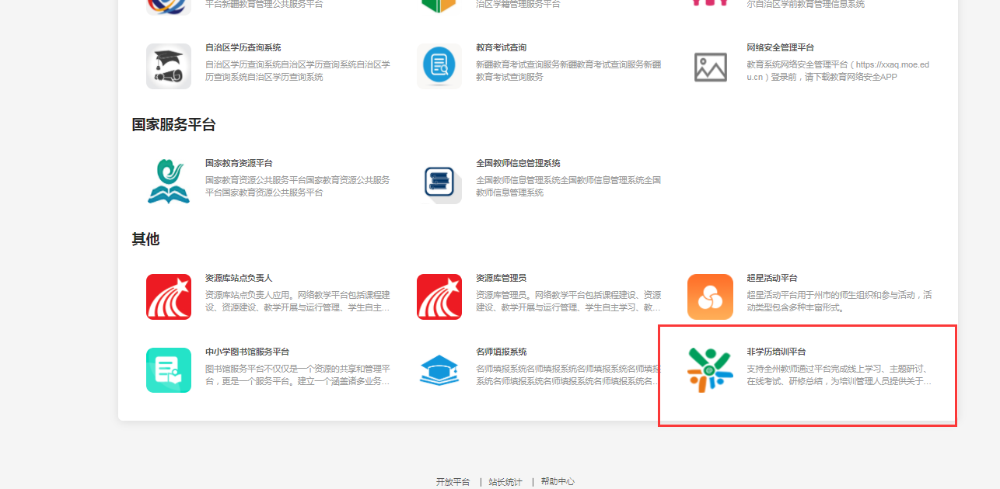 平台新疆教育管理公共服务平台
治区学籍管理服务平台
尔自治区学前教育管理信息系统
自治区学历查询系统
自治区学历查询系统自治区学历查询系统自治区学
历查询系统自治区学历查询系统
教育考试查询
新疆教育考试查询服务新疆教育考试查询服务新疆
教育考试查询服务
网络安全管理平台
教育系统网络安全管理平台（https://xxaq.moe.ed
u.cn）登录前，请下载教育网络安全APP
国家服务平台
国家教育资源平台
国家教育资源公共服务平台国家教育资源公共服务
平台国家教育资源公共服务平台
全国教师信息管理系统
全国教师信息管理系统全国教师信息管理系统全国
教师信息管理系统
其他
资源库站点负责人
资源库站点负责人应用。网络教学平台包括课程建
设、资源建设、教学开展与运行管理、学生自主...
资源库管理员
资源库管理员。网络教学平台包括课程建设、资源
建设、教学开展与运行管理、学生自主学习、教...
超星活动平台
超星活动平台用于州市的师生组织和参与活动，活
动类型包含多种丰富形式。
中小学图书馆服务平台
图书馆服务平台不仅仅是一个资源的共享和管理平
台，更是一个服务平台。建立一个涵盖诸多业务...
名师填报系统
名师填报系统名师填报系统名师填报系统名师填报
系统名师填报系统名师填报系统名师填报系统名...
非学历培训平台
支持全州教师通过平台完成线上学习、主题研讨、
在线考试、研修总结，为培训管理人员提供关于...
开放平台 | 站长统计 | 帮助中心